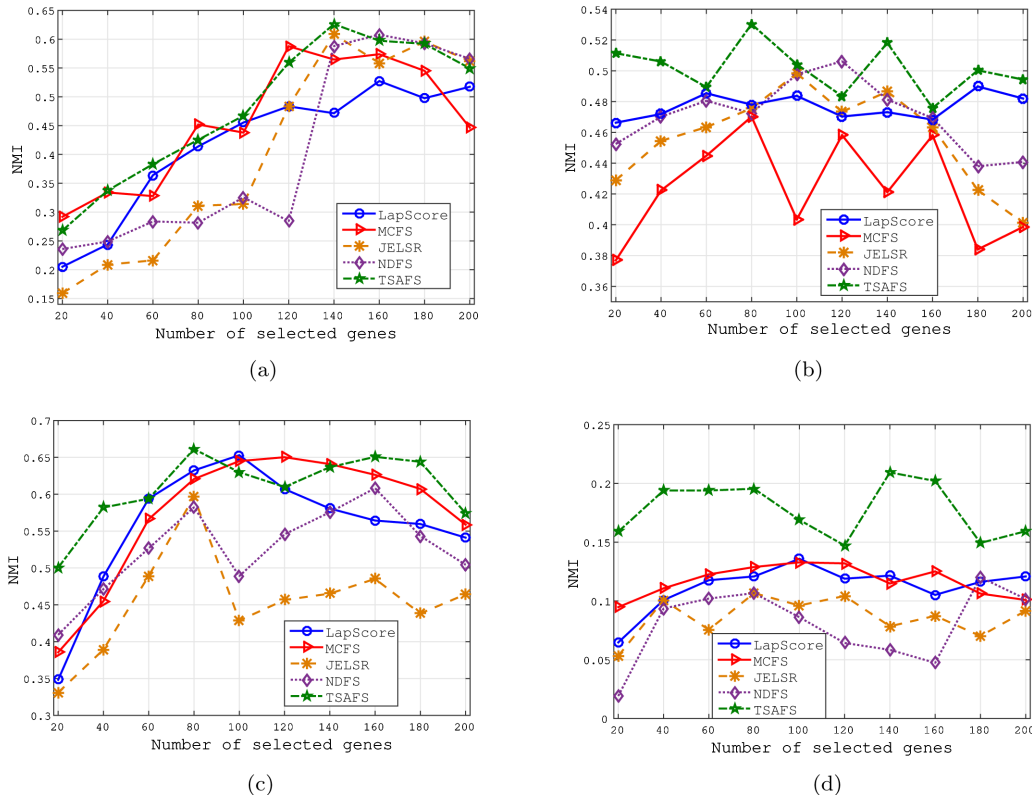 0.65
0.6
0.55
0.5
0.45
0.4
0.35
0.3
0.25
0.2
0.15
NMI
20 40 60 80 100 120 140 160 180 200
Number of selected genes
LapScore
MCFS
JELSR
NDFS
TSAFS
(a)
0.54
0.52
0.5
0.48
0.46
0.44
0.42
0.4
0.38
0.36
NMI
20 40 60 80 100 120 140 160 180 200
Number of selected genes
LapScore
MCFS
JELSR
NDFS
TSAFS
(b)
0.7
0.65
0.6
0.55
0.5
0.45
0.4
0.35
0.3
NMI
20 40 60 80 100 120 140 160 180 200
Number of selected genes
LapScore
MCFS
JELSR
NDFS
TSAFS
(c)
0.25
0.2
0.15
0.1
0.05
0
NMI
20 40 60 80 100 120 140 160 180 200
Number of selected genes
LapScore
MCFS
JELSR
NDFS
TSAFS
(d)